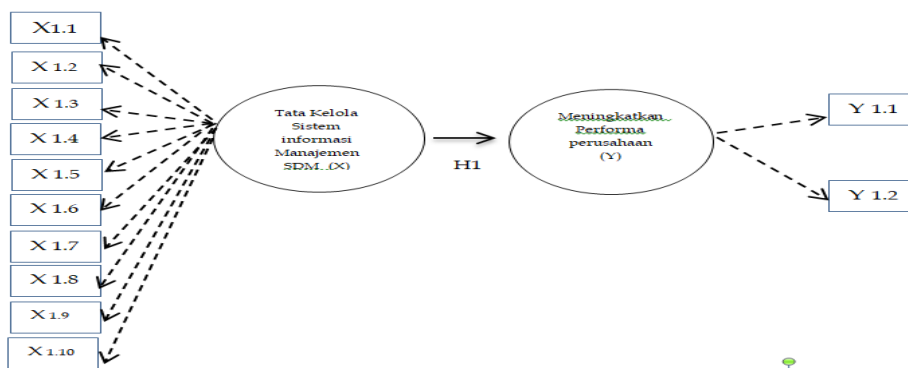 X1.1
X 1.2
X 1.3
X 1.4
X 1.5
X 1.6
X 1.7
X 1.8
X 1.9
X 1.10
Tata Kelola
Sistem
informasi
Manajemen
SDM (X)
H1
Meningkatkan
Performa
perusahaan
(Y)
Y 1.1
Y 1.2